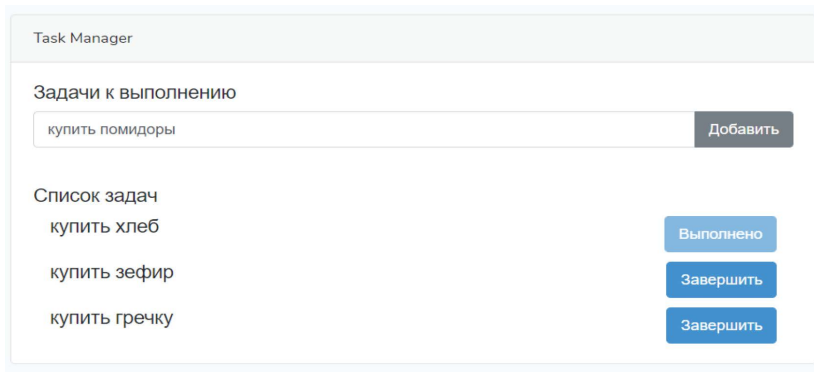 Task Manager
Задачи к выполнению
купить помидоры Добавить
Список задач
купить хлеб Выполнено
купить зефир Завершить
купить гречку Завершить